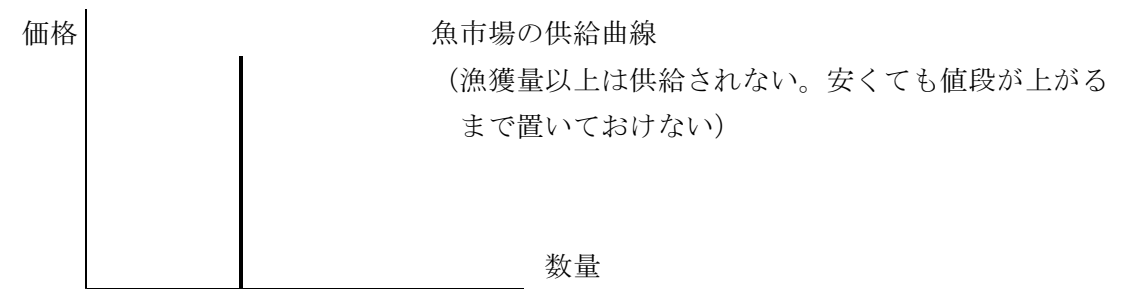 価格
魚市場の供給曲線
（漁獲量以上は供給されない。安くても値段が上がる
まで置いておけない）
数量